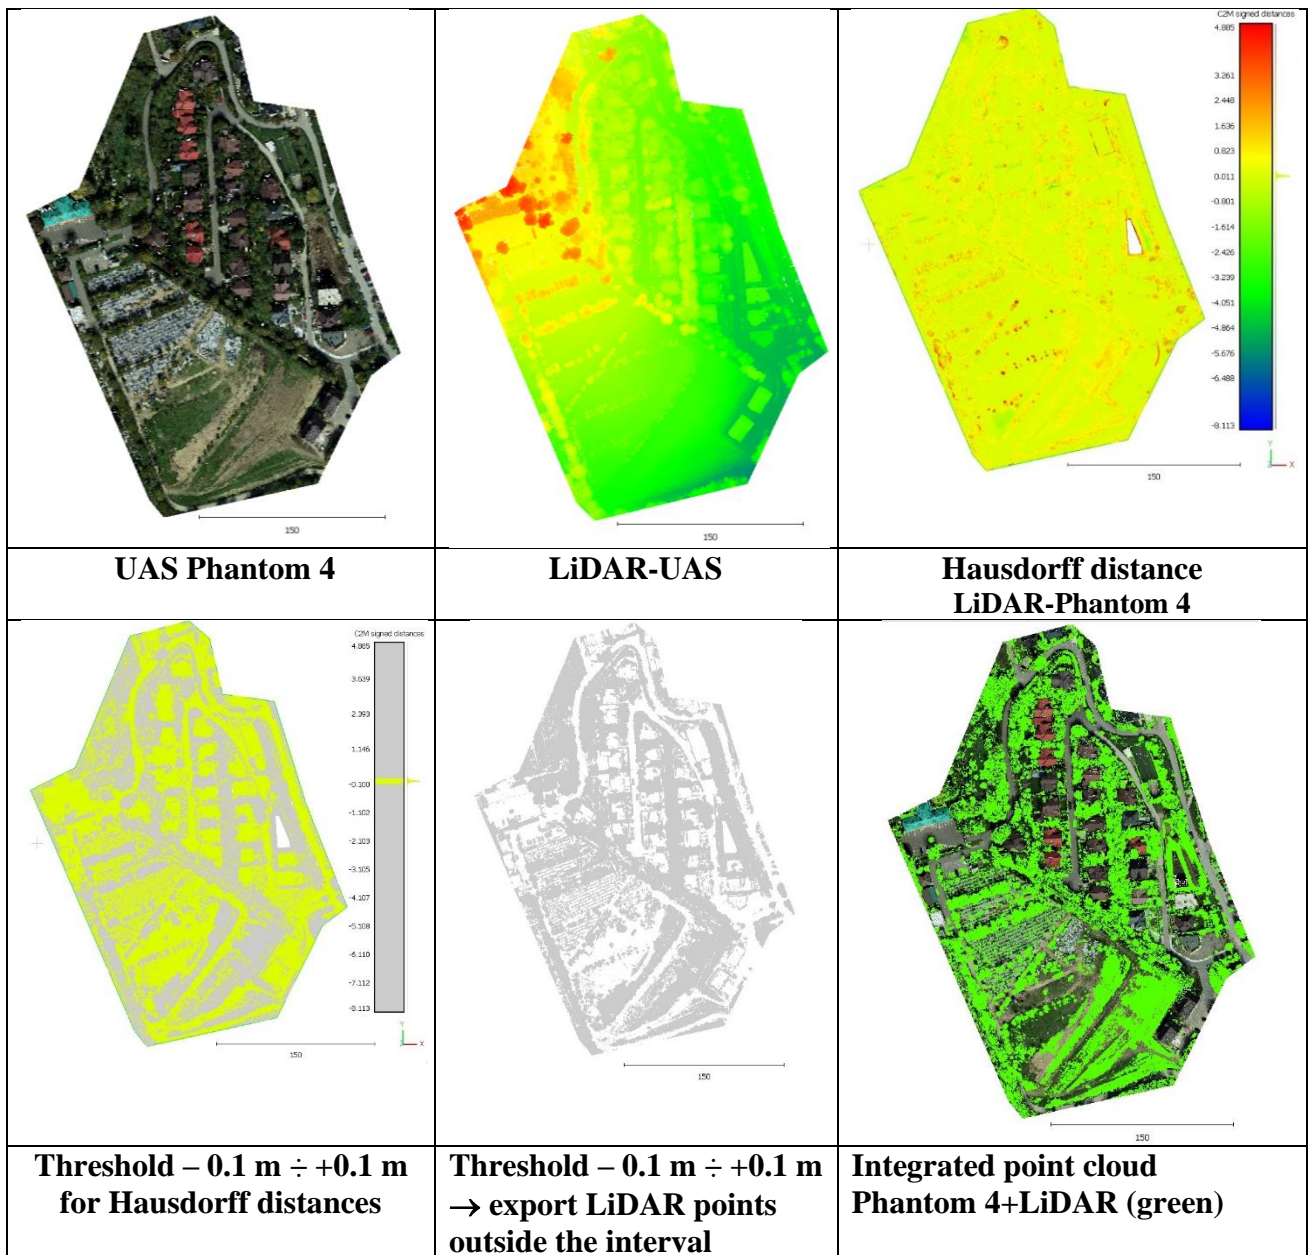 C2M signed distances
4.885
3.261
2.448
1.636
0.823
0.011
-0.801
-1.614
-2.426
-3.239
-4.051
-4.864
-5.676
-6.488
-8.113
Y
X
150
150
150
UAS Phantom 4
LiDAR-UAS
Hausdorff distance
LiDAR-Phantom 4
C2M signed distances
4.885
3.639
2.393
1.146
-0.100
-1.102
-2.103
-3.105
-4.107
-5.108
-6.110
-7.112
-8.113
Y
X
150
150
150
Threshold – 0.1 m ÷ +0.1 m
for Hausdorff distances
Threshold – 0.1 m ÷ +0.1 m
→ export LiDAR points
outside the interval
Integrated point cloud
Phantom 4+LiDAR (green)